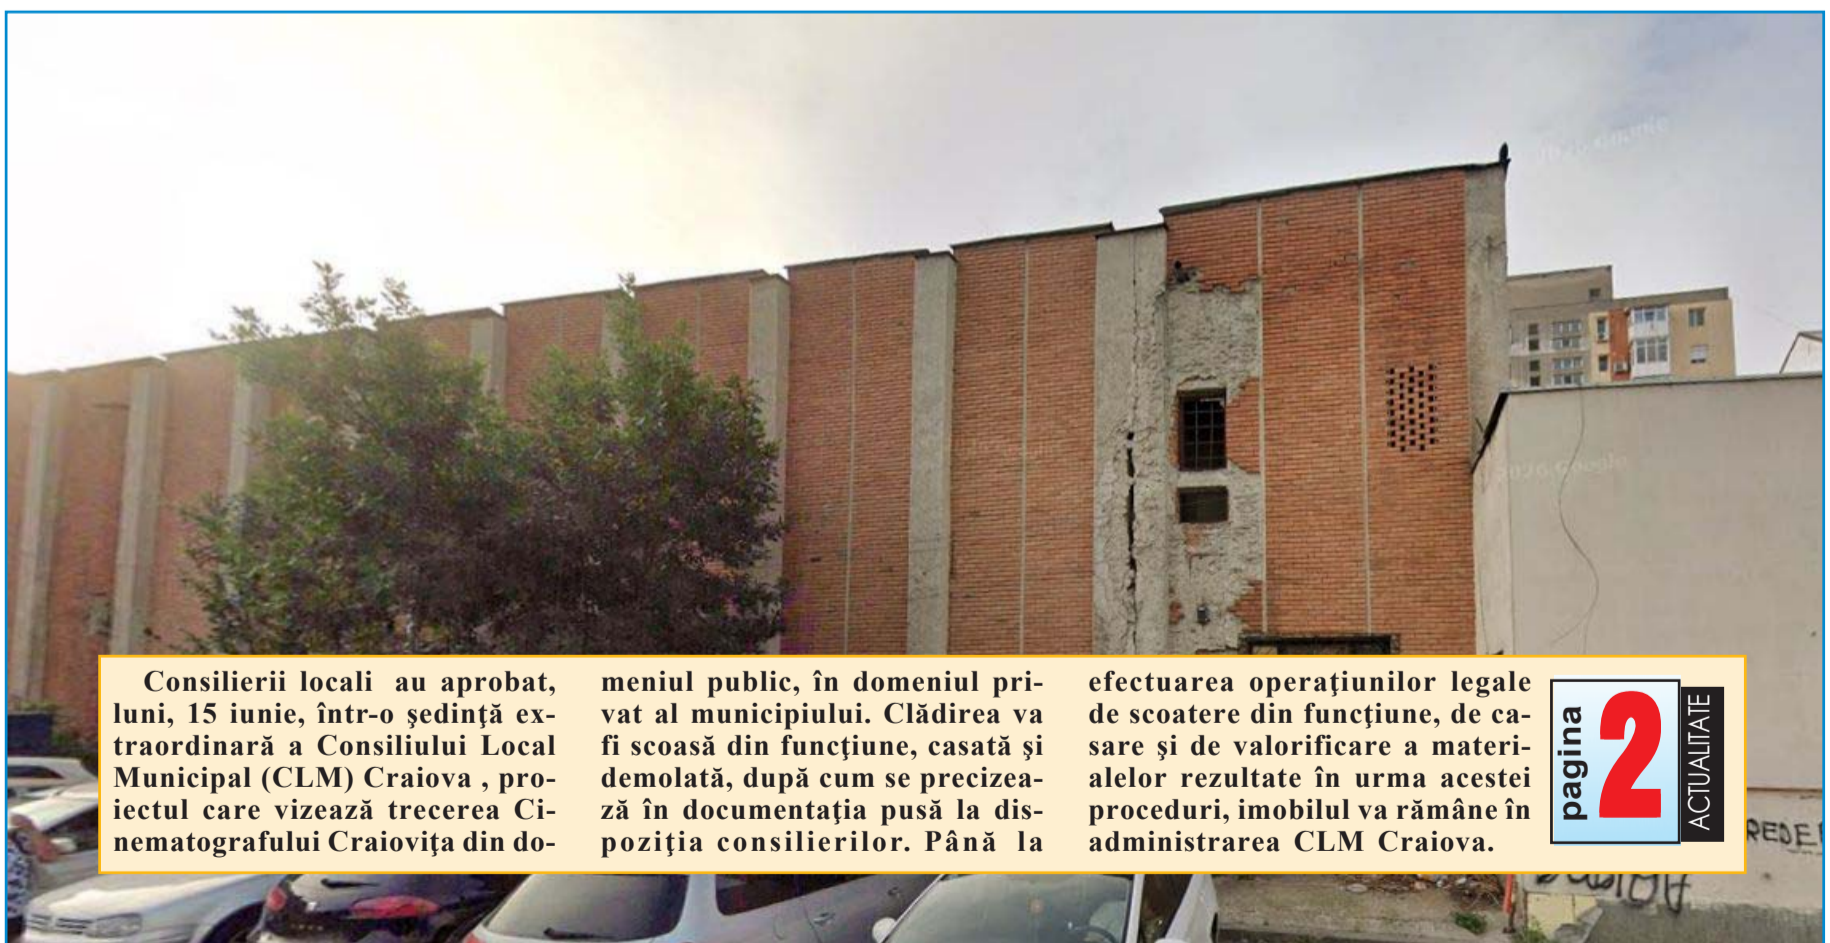 Consilierii locali au aprobat,
luni, 15 iunie, într-o şedinţă ex-
traordinară a Consiliului Local
Municipal (CLM) Craiova , pro-
iectul care vizează trecerea Ci-
nematografului Craioviţa din do-
meniul public, în domeniul pri-
vat al municipiului. Clădirea va
fi scoasă din funcţiune, casată şi
demolată, după cum se precizea-
ză în documentaţia pusă la dis-
poziţia consilierilor. Până la
efectuarea operaţiunilor legale
de scoatere din funcţiune, de ca-
sare şi de valorificare a materi-
alelor rezultate în urma acestei
proceduri, imobilul va rămâne în
administrarea CLM Craiova.
pagina
2
ACTUALITATE